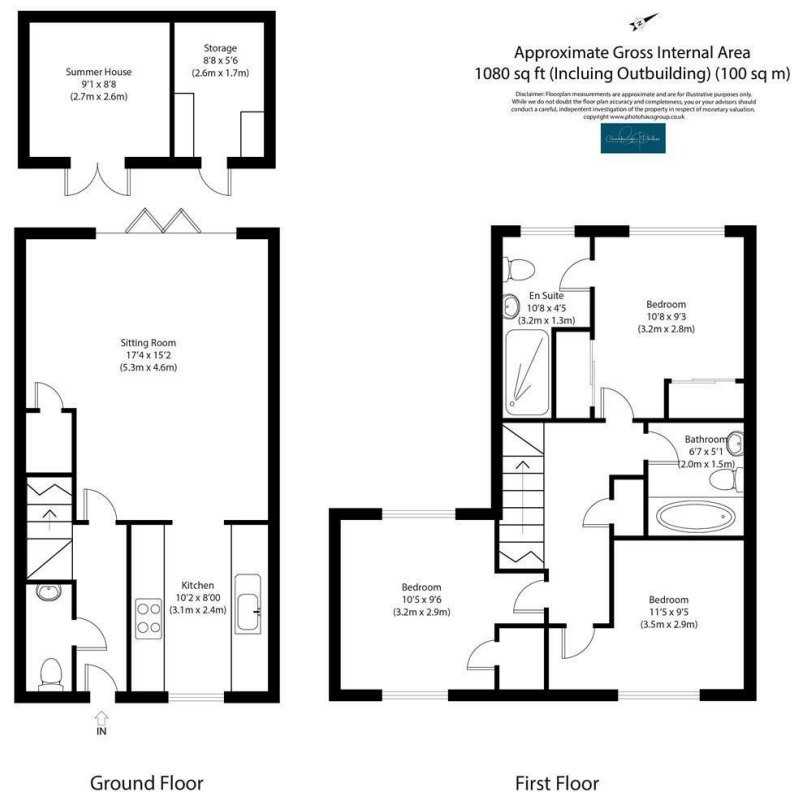 Storage
8'8 x 5'6
(2.6m x 1.7m)
Summer House
9'1 x 8'8
(2.7m x 2.6m)
N
Approximate Gross Internal Area
1080 sq ft (Incluing Outbuilding) (100 sq m)
Disclaimer: Floorplan measurements are approximate and are for illustrative purposes only.
While we do not doubt the floor plan accuracy and completeness, you or your advisors should
conduct a careful, independent investigation of the property in respect of monetary valuation.
copyright www.photohausgroup.co.uk
Sitting Room
17'4 x 15'2
(5.3m x 4.6m)
Kitchen
10'2 x 8'00
(3.1m x 2.4m)
IN
Ground Floor
En Suite
10'8 x 4'5
(3.2m x 1.3m)
Bedroom
10'8 x 9'3
(3.2m x 2.8m)
Bathroom
6'7 x 5'1
(2.0m x 1.5m)
Bedroom
10'5 x 9'6
(3.2m x 2.9m)
Bedroom
11'5 x 9'5
(3.5m x 2.9m)
First Floor